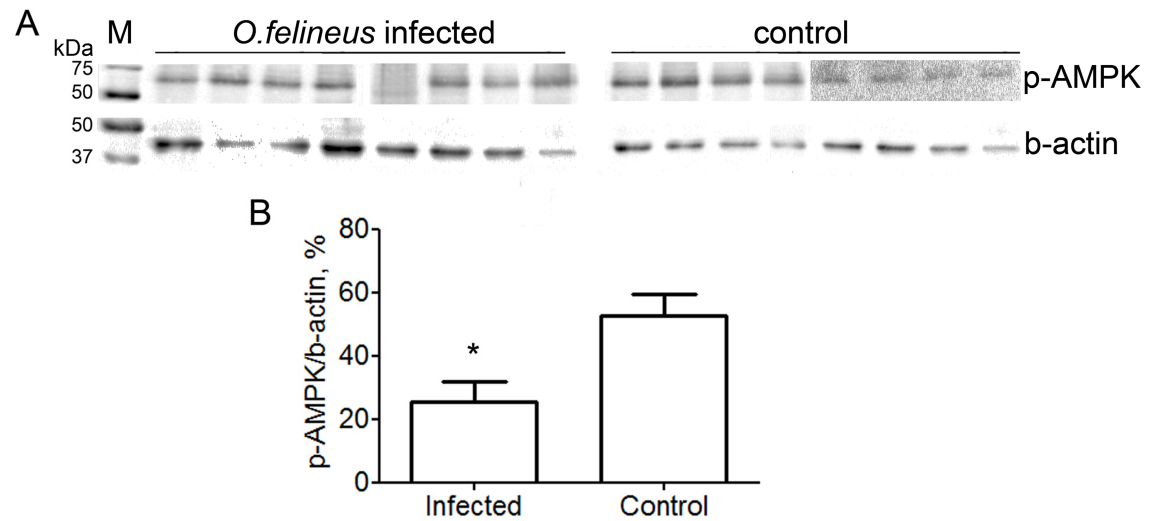 A M O.felineus infected control
kDa
75
50
p-AMPK
50
37
b-actin
B
p-AMPK/b-actin, %
80
60
40
20
0
*
Infected Control